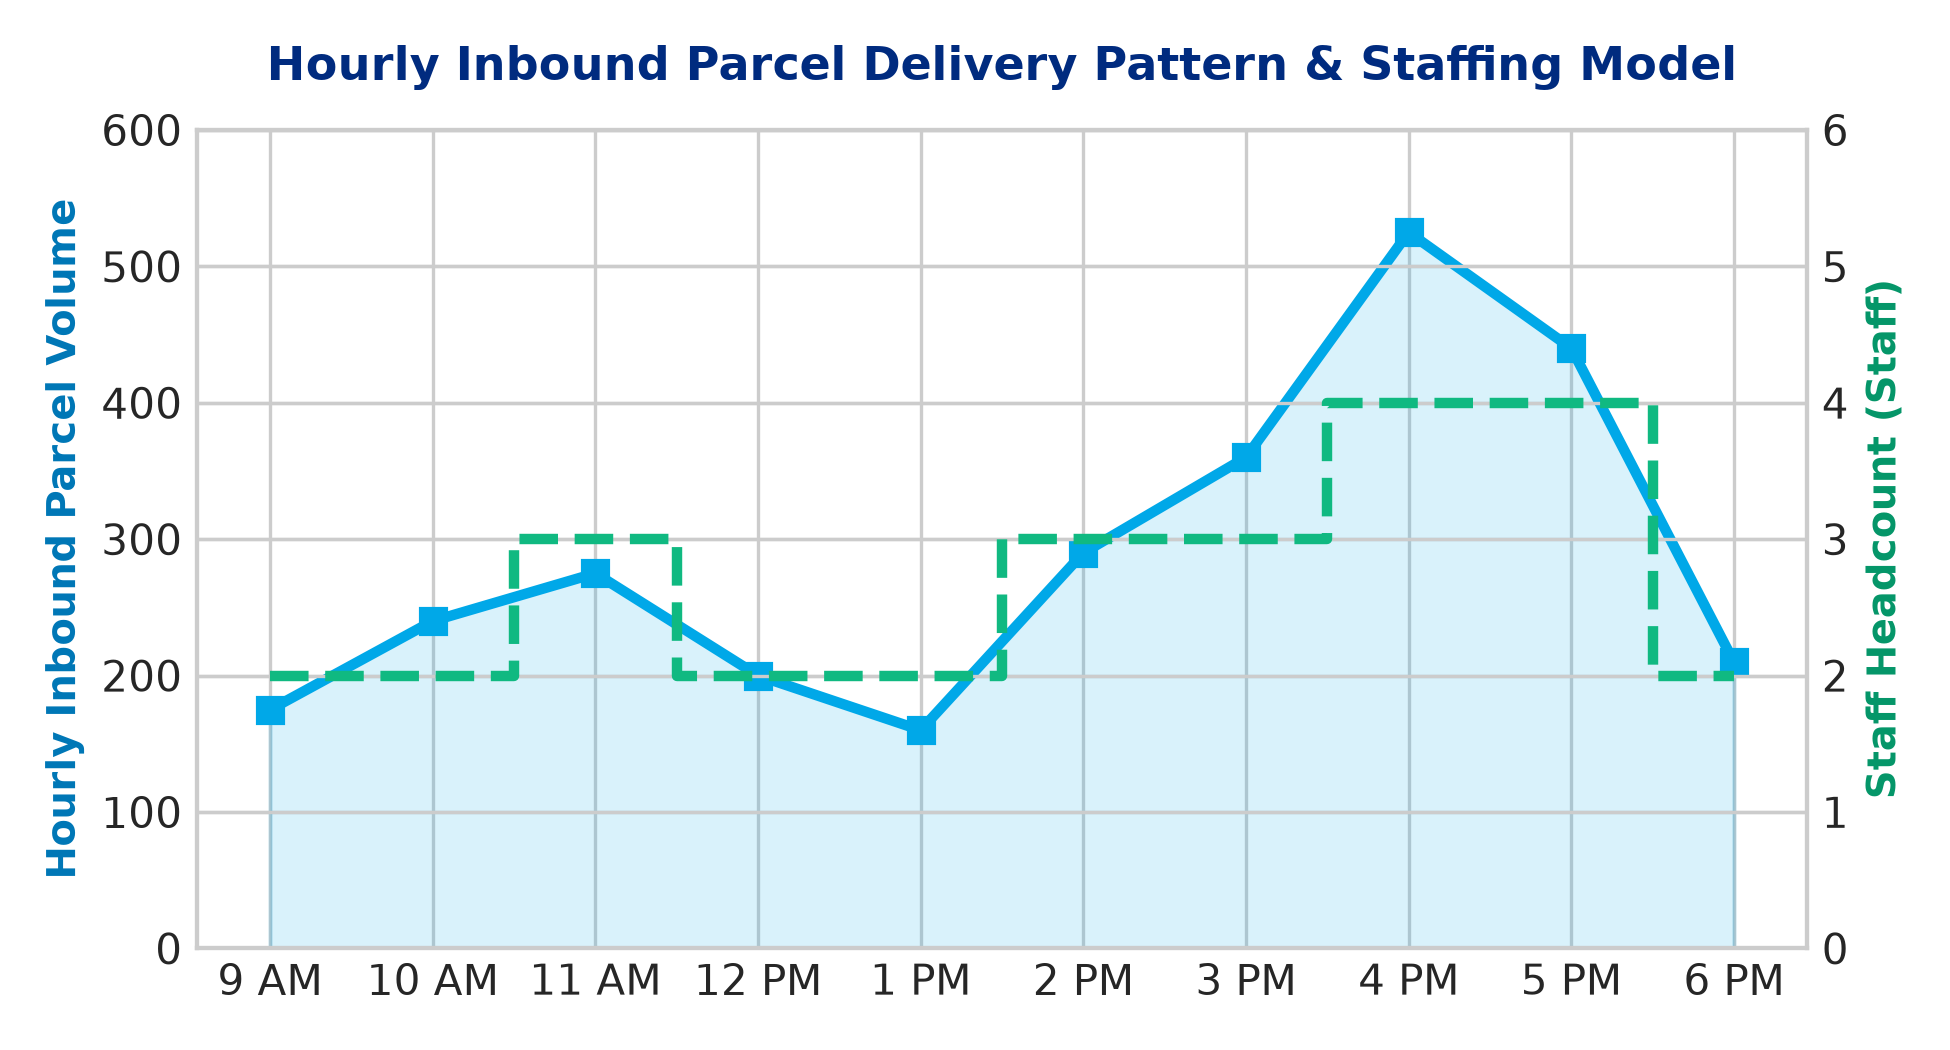 Hourly Inbound Parcel Delivery Pattern & Staffing Model
Hourly Inbound Parcel Volume
600
500
400
300
200
100
0
9 AM
10 AM
11 AM
12 PM
1 PM
2 PM
3 PM
4 PM
5 PM
6 PM
6
5
4
3
2
1
0
Staff Headcount (Staff)